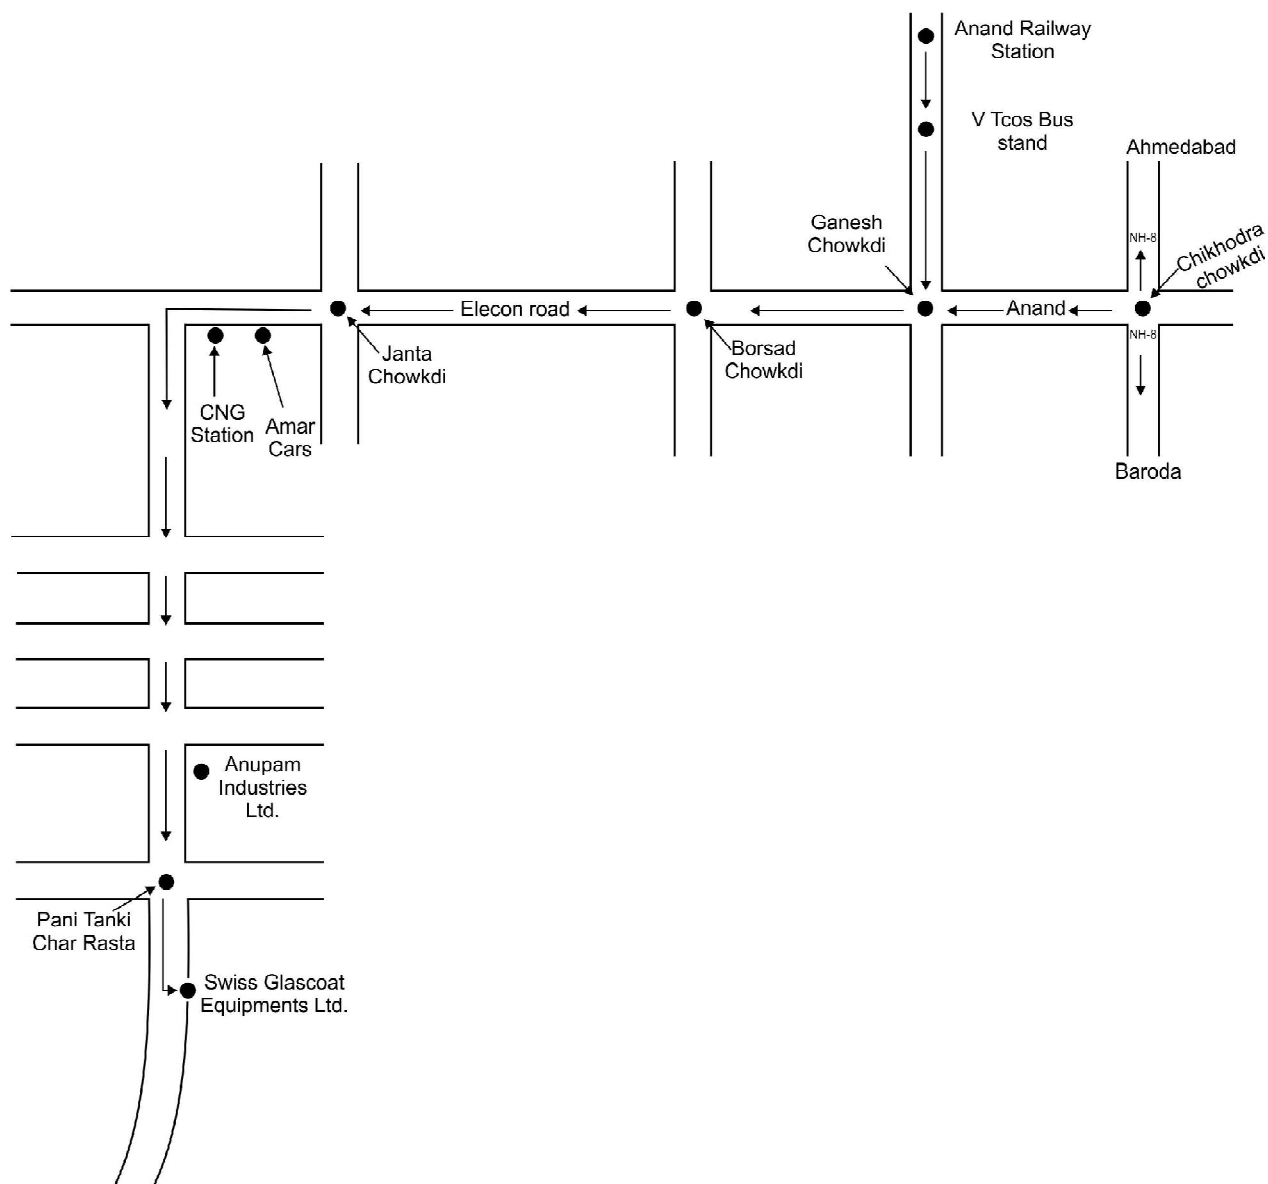 Anand Railway
Station
V Tcos Bus
stand
Ahmedabad
Ganesh
Chowkdi
NH-8
Chikhodra
chowkdi
Elecon road
Anand
NH-8
Janta
Chowkdi
Borsad
Chowkdi
CNG
Station
Amar
Cars
Baroda
Anupam
Industries
Ltd.
Pani Tanki
Char Rasta
Swiss Glascoat
Equipments Ltd.